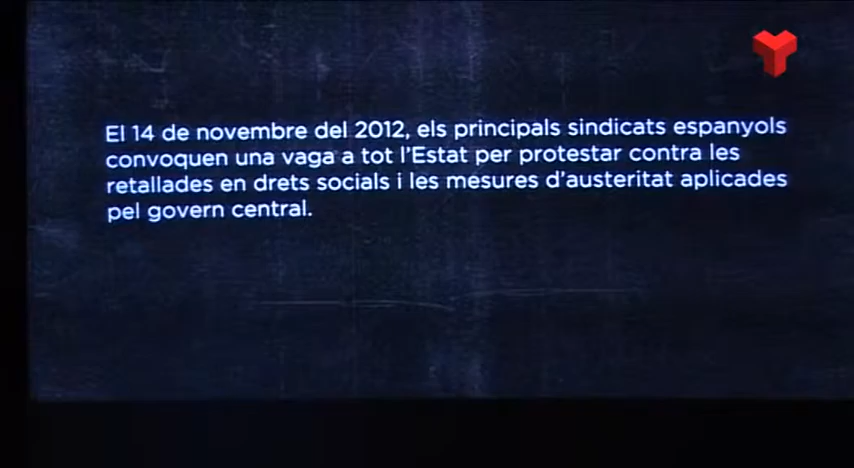 El 14 de novembre del 2012, els principals sindicats espanyols
convoquen una vaga a tot l'Estat per protestar contra les
retallades en drets socials i les mesures d'austeritat aplicades
pel govern central.